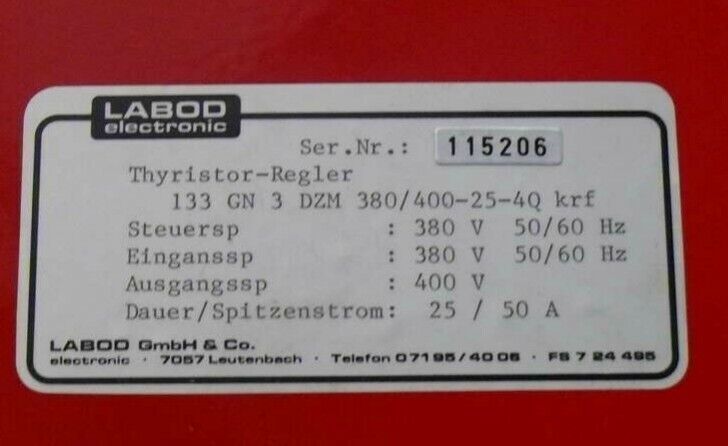 LABOD
electronic
Ser.Nr.: 115206
Thyristor-Regler
133 GN 3 DZM 380/400-25-4Q krf
Steuersp : 380 V 50/60 Hz
Einganssp : 380 V 50/60 Hz
Ausgangssp : 400 V
Dauer/Spitzenstrom: 25 / 50 A
LABOD GmbH & Co.
electronic · 7057 Leutenbach · Telefon 07195/4006 · FS 7 24 495